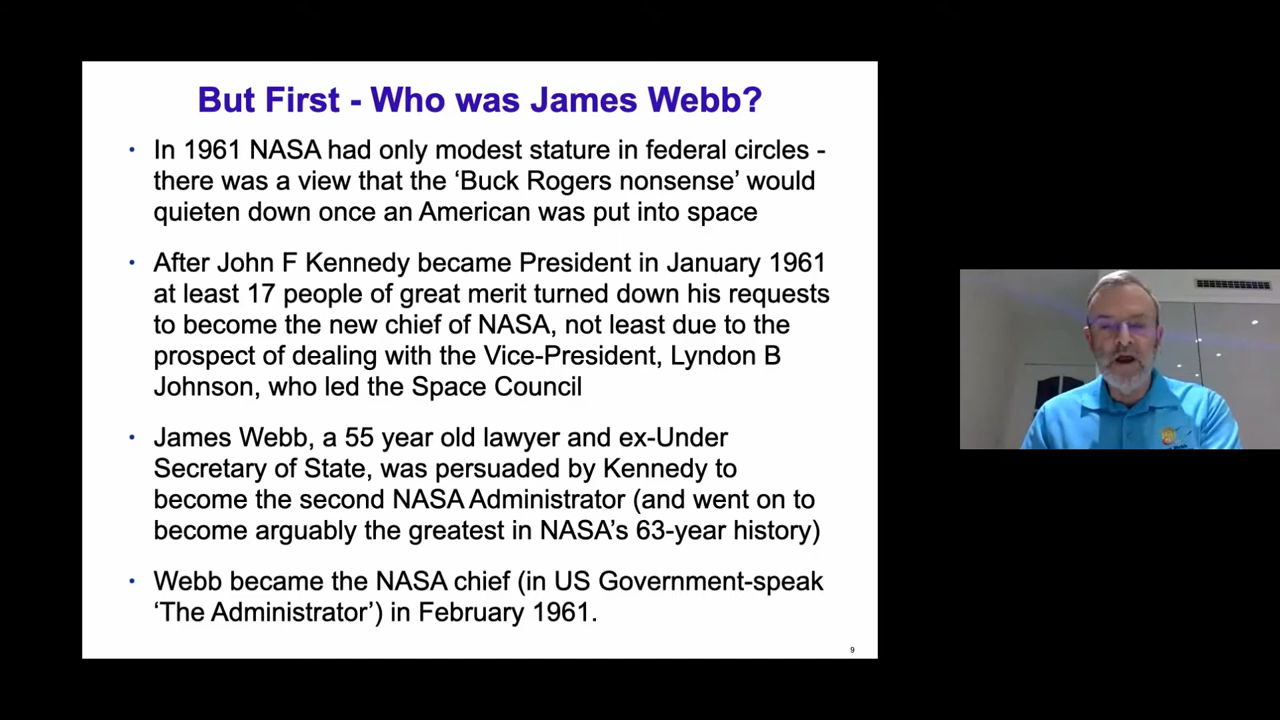 But First - Who was James Webb?
• In 1961 NASA had only modest stature in federal circles -
there was a view that the ‘Buck Rogers nonsense’ would
quieten down once an American was put into space
• After John F Kennedy became President in January 1961
at least 17 people of great merit turned down his requests
to become the new chief of NASA, not least due to the
prospect of dealing with the Vice-President, Lyndon B
Johnson, who led the Space Council
• James Webb, a 55 year old lawyer and ex-Under
Secretary of State, was persuaded by Kennedy to
become the second NASA Administrator (and went on to
become arguably the greatest in NASA’s 63-year history)
• Webb became the NASA chief (in US Government-speak
‘The Administrator’) in February 1961.
9